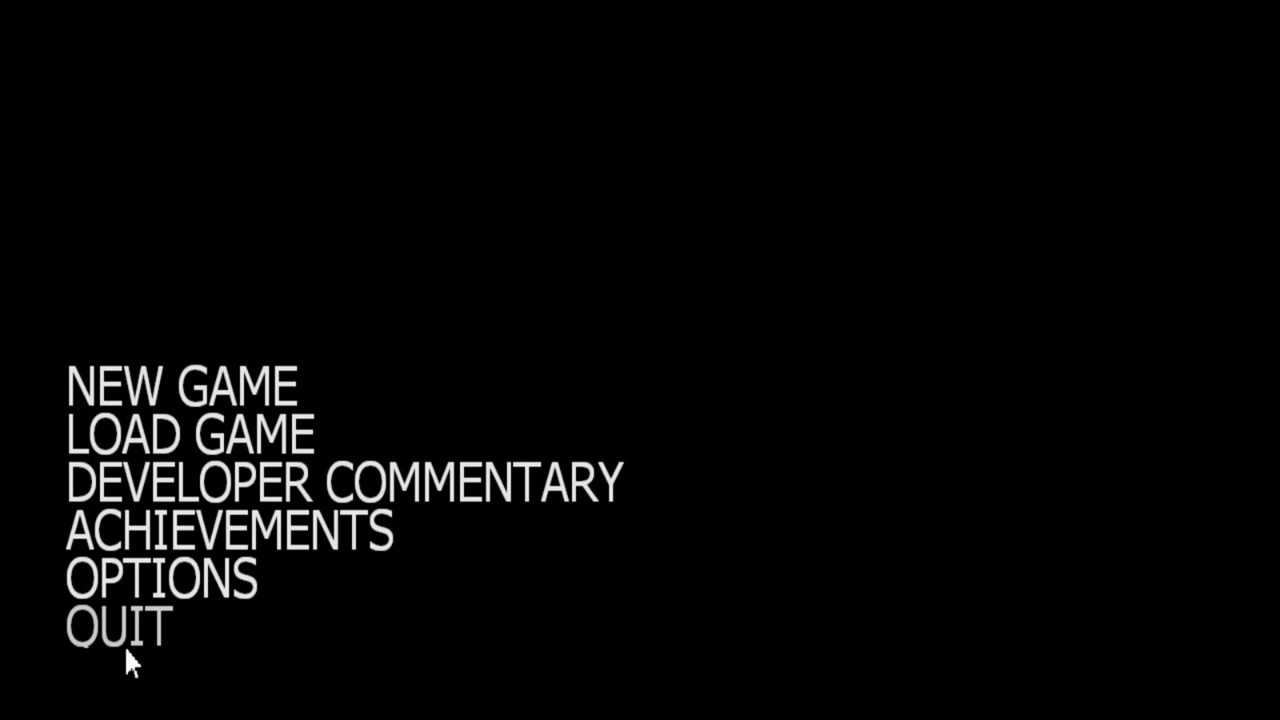 NEW GAME
LOAD GAME
DEVELOPER COMMENTARY
ACHIEVEMENTS
OPTIONS
QUIT